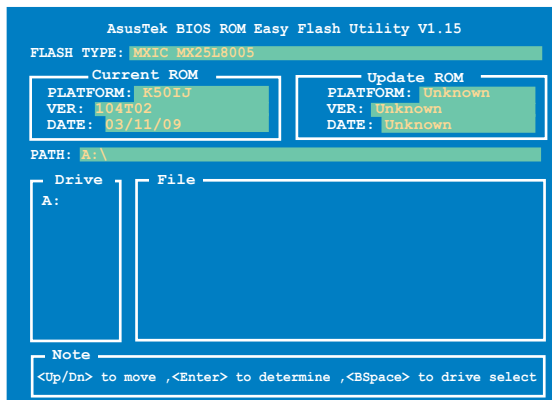 AsusTek BIOS ROM Easy Flash Utility V1.15
FLASH TYPE: MXIC MX25L8005
Current ROM
PLATFORM: K50IJ
VER: 104T02
DATE: 03/11/09
Update ROM
PLATFORM: Unknown
VER: Unknown
DATE: Unknown
PATH: A:\
Drive
A:
File
Note
<Up/Dn> to move ,<Enter> to determine ,<BSpace> to drive select